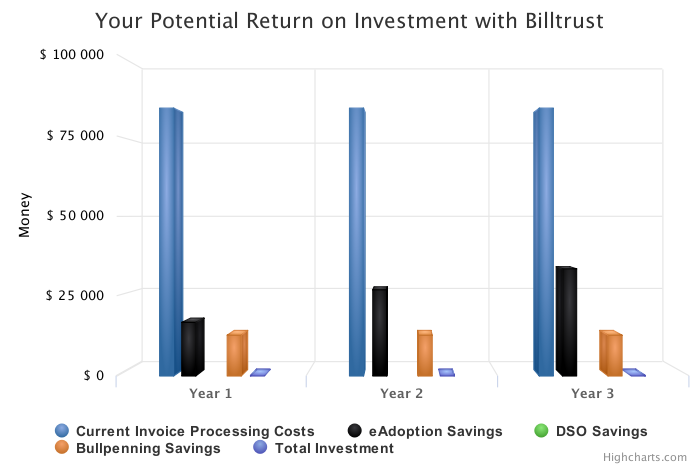 Your Potential Return on Investment with Billtrust
$ 100 000
$ 75 000
$ 50 000
$ 25 000
$ 0
Money
Year 1
Year 2
Year 3
Current Invoice Processing Costs
eAdoption Savings
DSO Savings
Bullpenning Savings
Total Investment
Highcharts.com